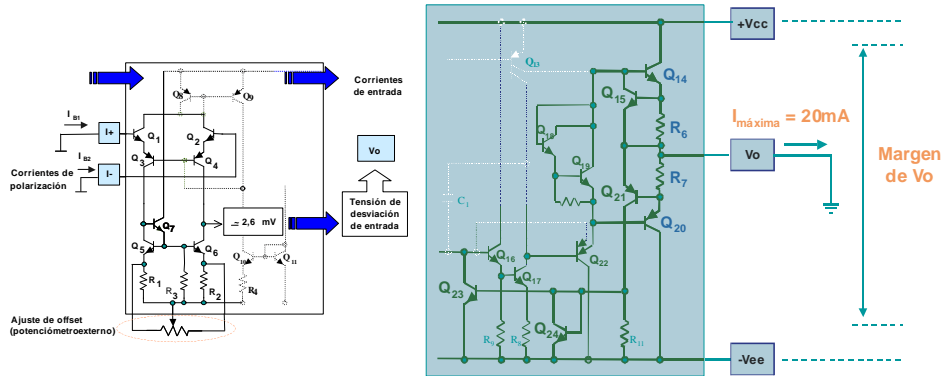 Corrientes
de entrada
Q8
Q9
I B1
I+
Q1
Q2
I B2
I-
Q3
Q4
Corrientes de
polarización
Vo
Tensión de
desviación
de entrada
= 2,6 mV
Q7
Q5
Q6
Q10
Q11
R1
R3
R2
R4
Ajuste de offset
(potenciómetroexterno)
+Vcc
Q13
Q14
Q15
Imáxima = 20mA
R6
Q18
Vo
Margen
de Vo
Q19
R7
Q21
C1
Q20
Q16
Q22
Q17
Q23
Q24
R9
R8
R11
-Vee